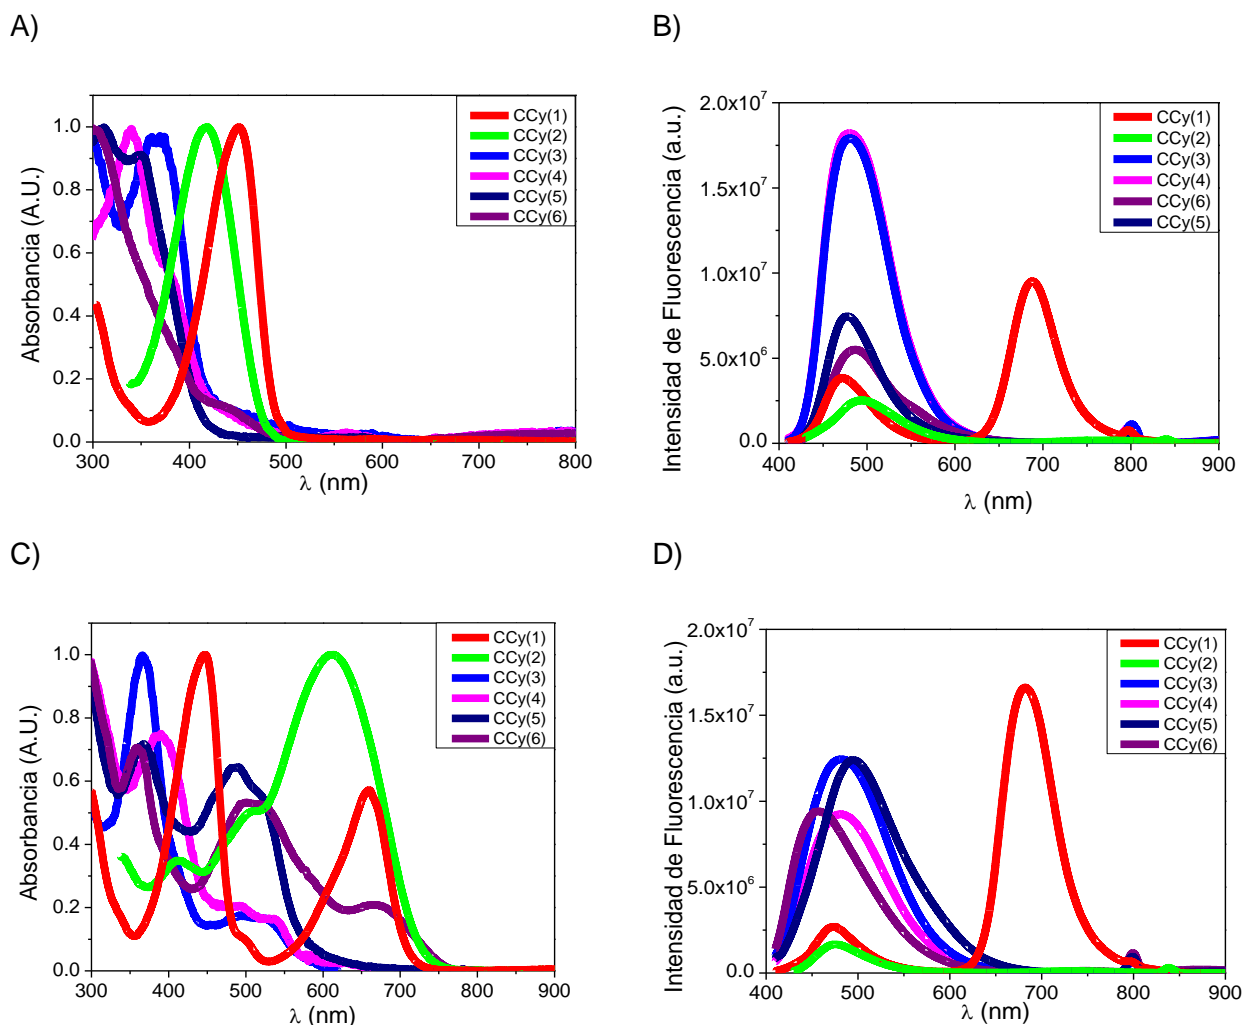 A)
Absorbancia (A.U.)
1.0
0.8
0.6
0.4
0.2
0.0
300 400 500 600 700 800
λ (nm)
CCy(1)
CCy(2)
CCy(3)
CCy(4)
CCy(5)
CCy(6)
B)
Intensidad de Fluorescencia (a.u.)
2.0x10⁷
1.5x10⁷
1.0x10⁷
5.0x10⁶
0.0
400 500 600 700 800 900
λ (nm)
CCy(1)
CCy(2)
CCy(3)
CCy(4)
CCy(6)
CCy(5)
C)
Absorbancia (A.U.)
1.0
0.8
0.6
0.4
0.2
0.0
300 400 500 600 700 800 900
λ (nm)
CCy(1)
CCy(2)
CCy(3)
CCy(4)
CCy(5)
CCy(6)
D)
Intensidad de Fluorescencia (a.u.)
2.0x10⁷
1.5x10⁷
1.0x10⁷
5.0x10⁶
0.0
400 500 600 700 800 900
λ (nm)
CCy(1)
CCy(2)
CCy(3)
CCy(4)
CCy(5)
CCy(6)